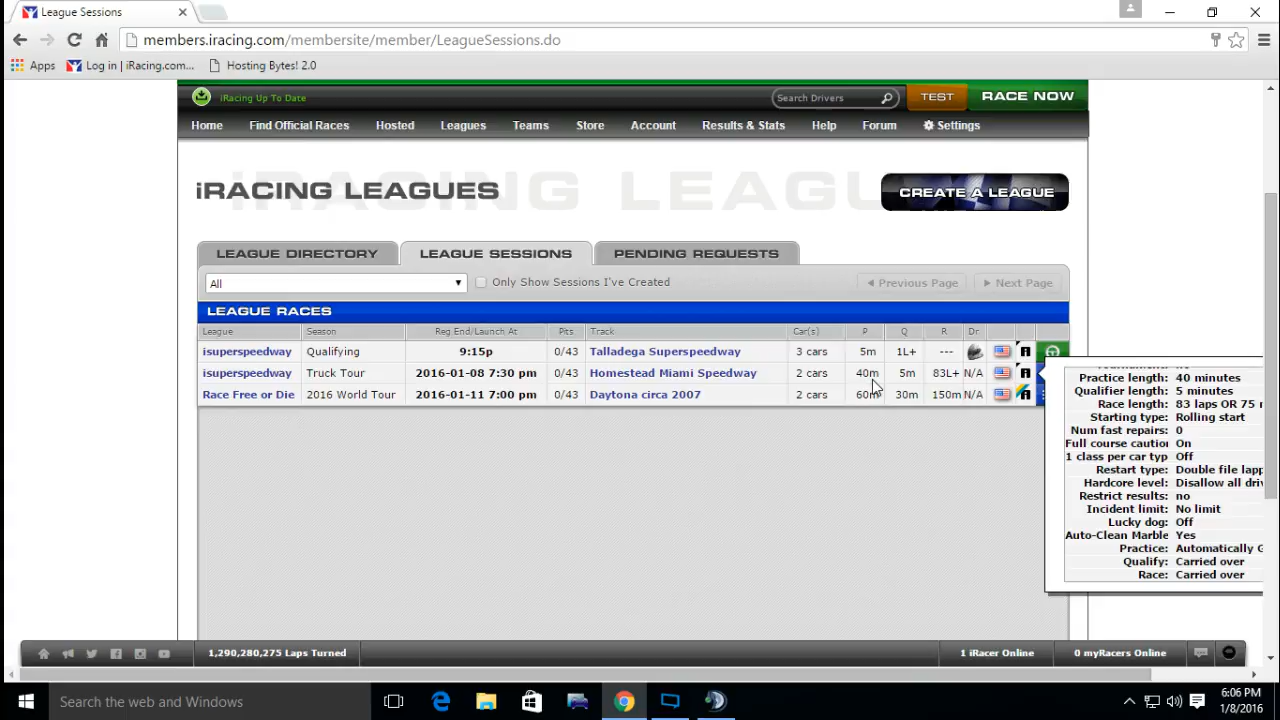 League Sessions
members.iracing.com/membersite/member/LeagueSessions.do
Apps Log in | iRacing.com... Hosting Bytes! 2.0
iRacing Up To Date Search Drivers TEST RACE NOW
Home Find Official Races Hosted Leagues Teams Store Account Results & Stats Help Forum Settings
iRACING LEAGUES CREATE A LEAGUE
LEAGUE DIRECTORY LEAGUE SESSIONS PENDING REQUESTS
All Only Show Sessions I've Created Previous Page Next Page
LEAGUE RACES
League Season Reg End/Launch At Pts Track Car(s) P Q R Dr
isuperspeedway Qualifying 9:15p 0/43 Talladega Superspeedway 3 cars 5m 1L+ ---
isuperspeedway Truck Tour 2016-01-08 7:30 pm 0/43 Homestead Miami Speedway 2 cars 40m 5m 83L+ N/A
Race Free or Die 2016 World Tour 2016-01-11 7:00 pm 0/43 Daytona circa 2007 2 cars 60m 30m 150m N/A
Practice length: 40 minutes
Qualifier length: 5 minutes
Race length: 83 laps OR 75 m
Starting type: Rolling start
Num fast repairs: 0
Full course cautio On
1 class per car typ Off
Restart type: Double file lapp
Hardcore level: Disallow all driv
Restrict results: no
Incident limit: No limit
Lucky dog: Off
Auto-Clean Marble Yes
Practice: Automatically G
Qualify: Carried over
Race: Carried over
1,290,280,275 Laps Turned 1 iRacer Online 0 myRacers Online
Search the web and Windows
6:06 PM
1/8/2016